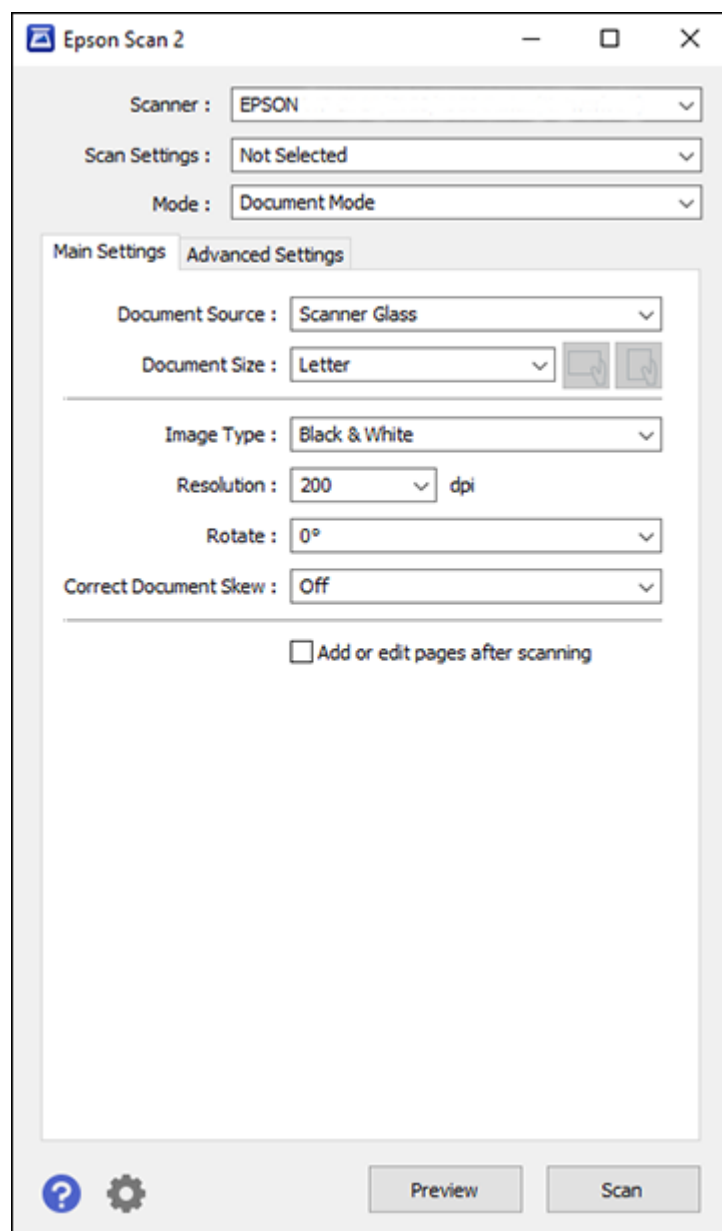 Epson Scan 2
Scanner : EPSON
Scan Settings : Not Selected
Mode : Document Mode
Main Settings Advanced Settings
Document Source : Scanner Glass
Document Size : Letter
Image Type : Black & White
Resolution : 200 dpi
Rotate : 0°
Correct Document Skew : Off
Add or edit pages after scanning
? Preview Scan